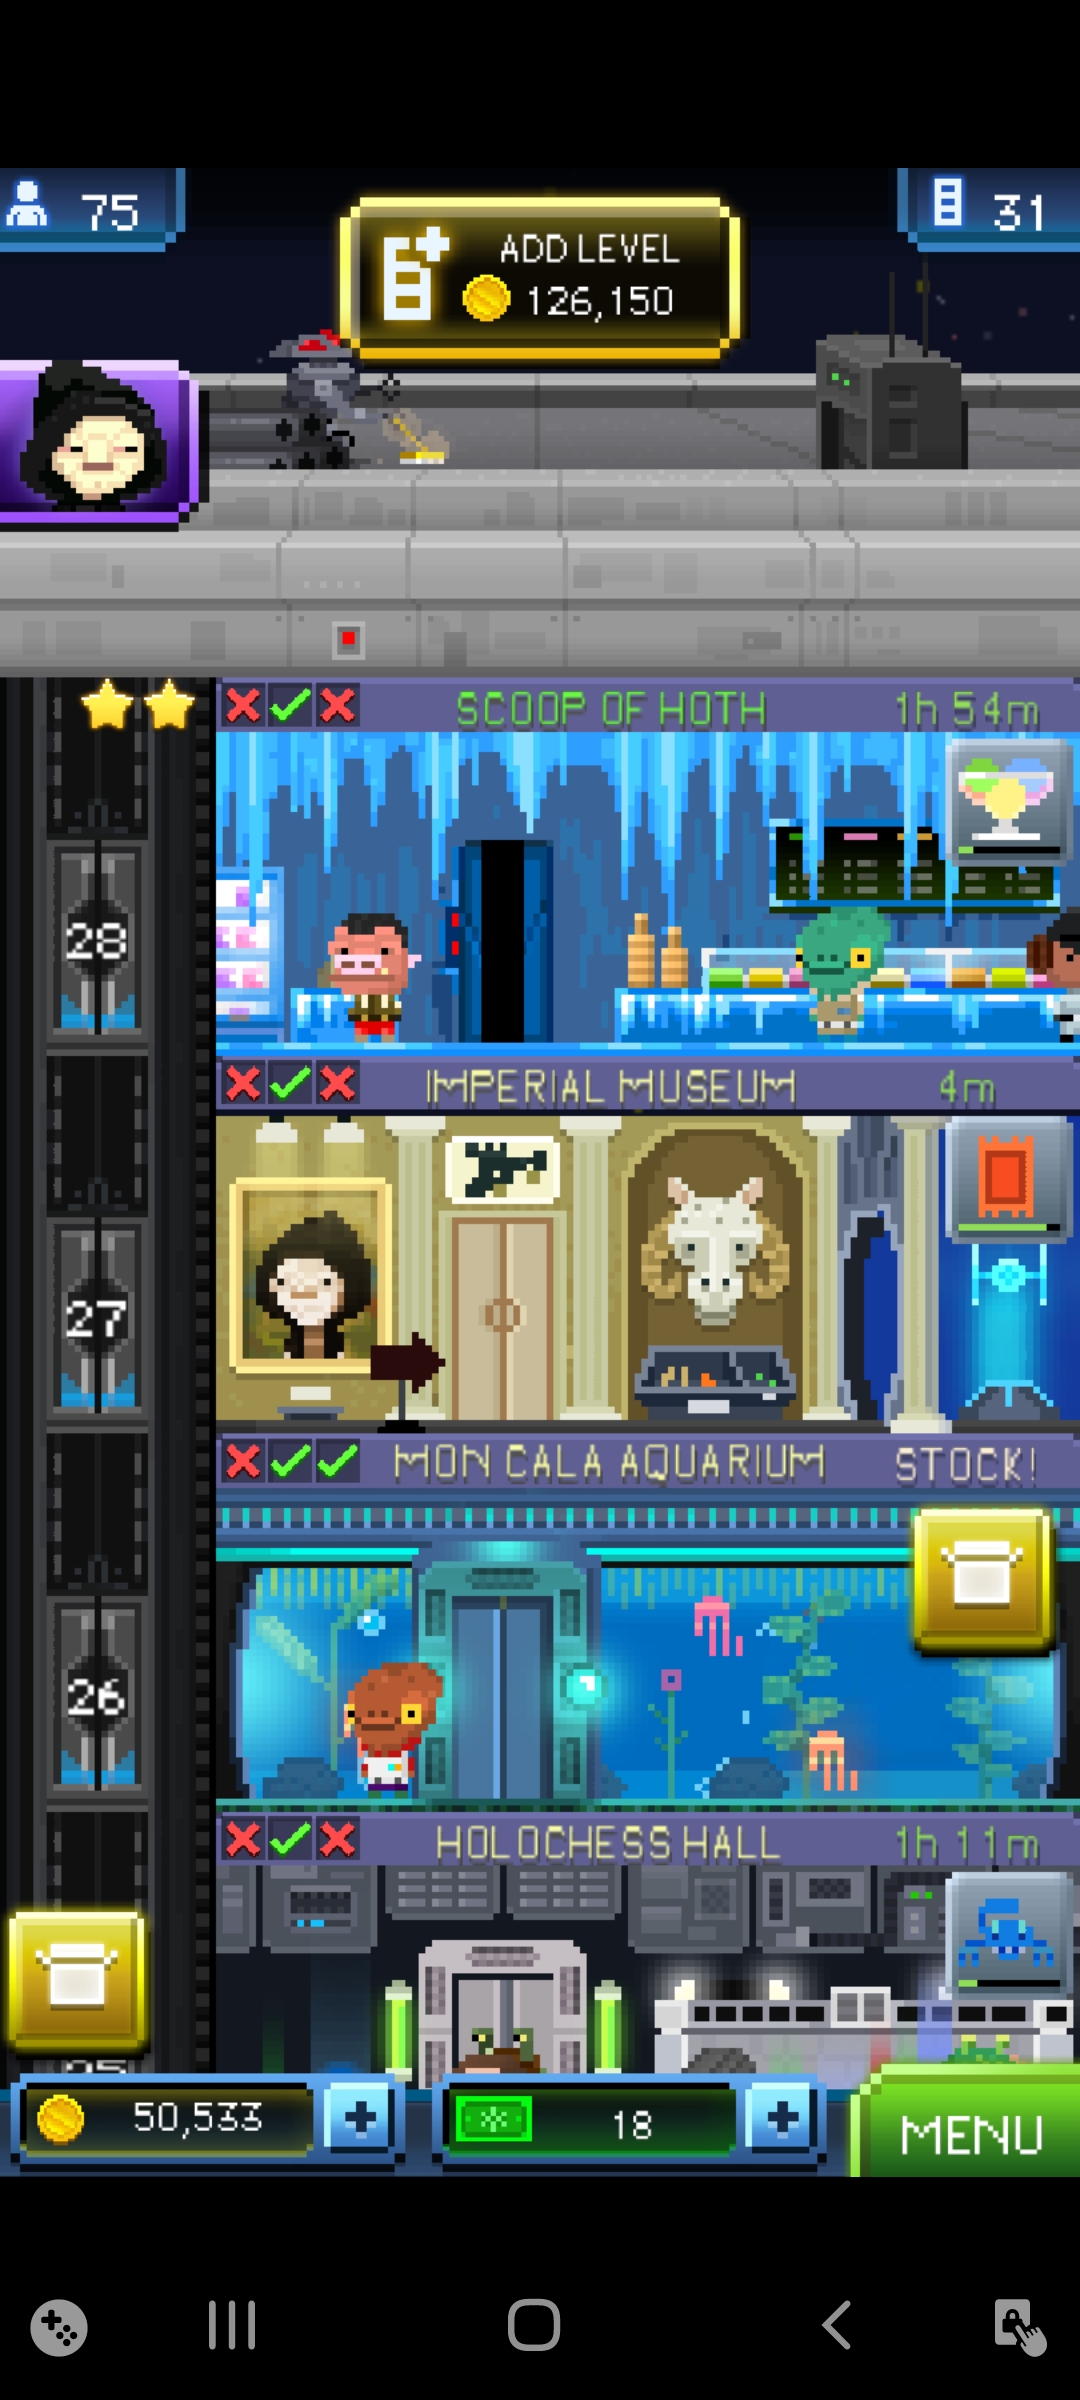 75
ADD LEVEL
126,150
31
SCOOP OF HOTH 1h 54m
28
IMPERIAL MUSEUM 4m
27
MON CALA AQUARIUM STOCK!
26
HOLOCHESS HALL 1h 11m
25
50,533
18
MENU